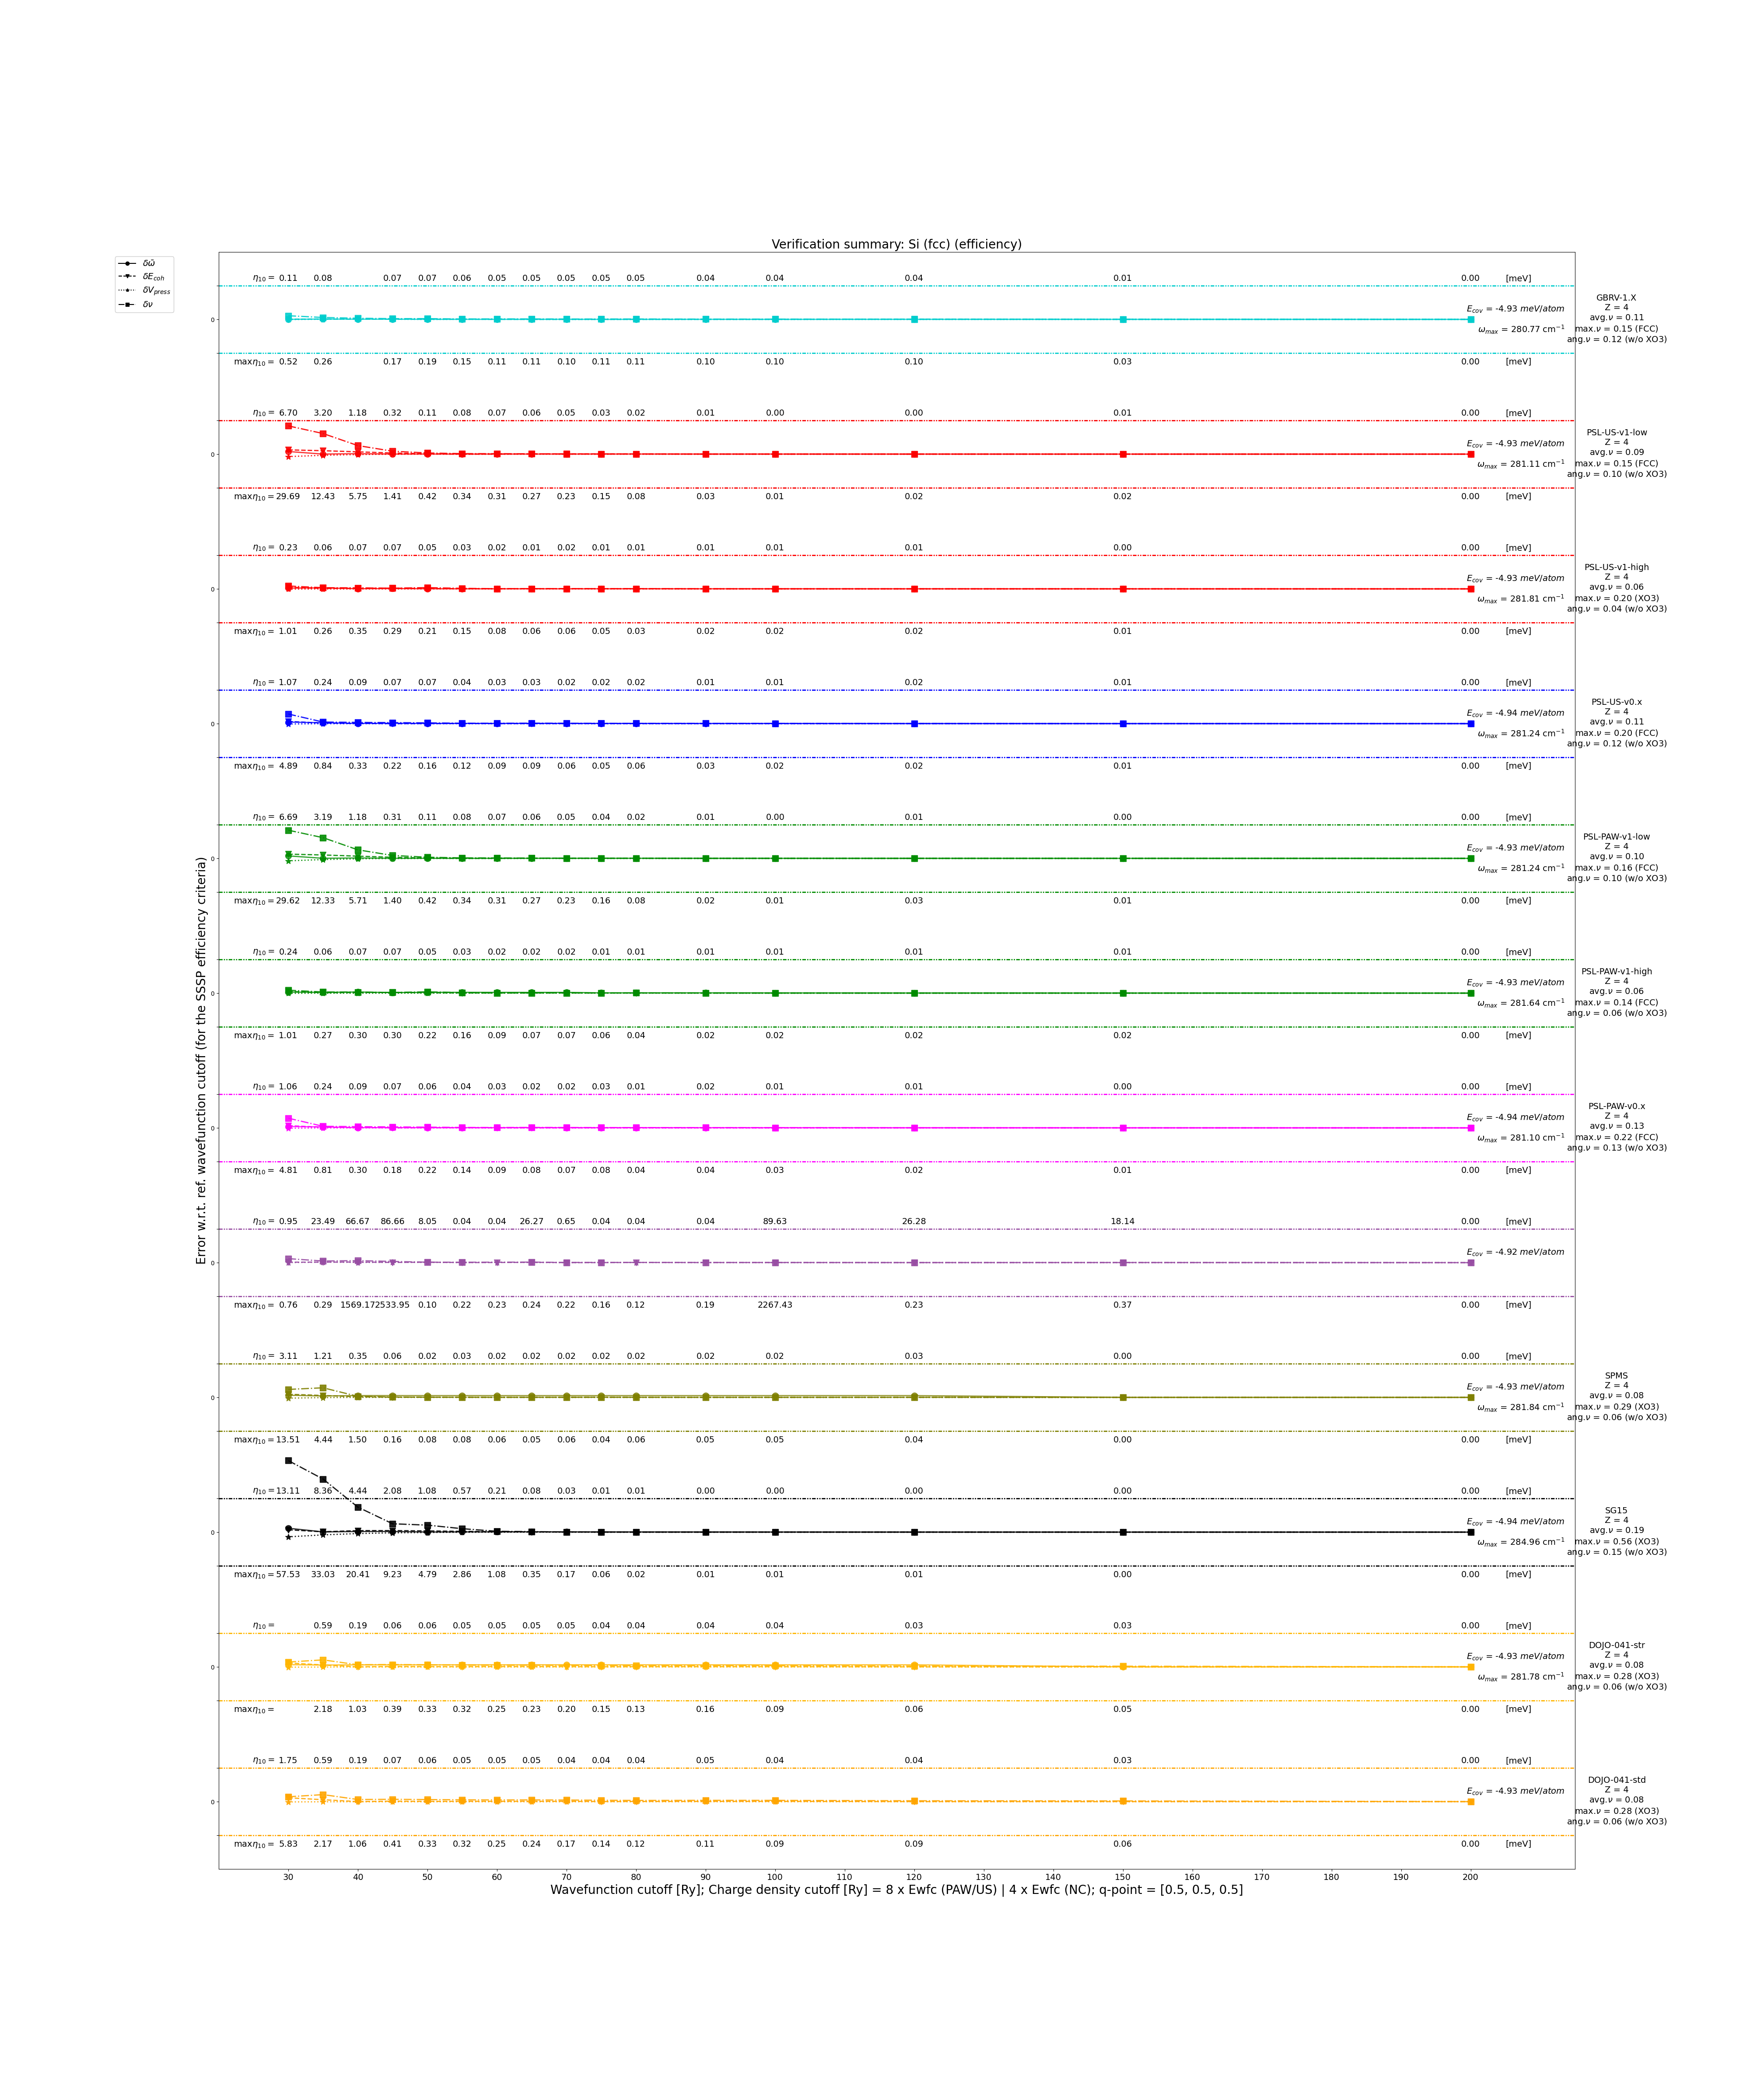 Verification summary: Si (fcc) (efficiency)
δω̄
δE_coh
δV_press
δν
Error w.r.t. ref. wavefunction cutoff (for the SSSP efficiency criteria)
η₁₀ = 0.11 0.08 0.07 0.07 0.06 0.05 0.05 0.05 0.05 0.05 0.04 0.04 0.04 0.01 0.00 [meV]
0
E_cov = -4.93 meV/atom
ω_max = 280.77 cm⁻¹
GBRV-1.X
Z = 4
avg.ν = 0.11
max.ν = 0.15 (FCC)
ang.ν = 0.12 (w/o XO3)
maxη₁₀ = 0.52 0.26 0.17 0.19 0.15 0.11 0.11 0.10 0.11 0.11 0.10 0.10 0.10 0.03 0.00 [meV]
η₁₀ = 6.70 3.20 1.18 0.32 0.11 0.08 0.07 0.06 0.05 0.03 0.02 0.01 0.00 0.00 0.01 0.00 [meV]
0
E_cov = -4.93 meV/atom
ω_max = 281.11 cm⁻¹
PSL-US-v1-low
Z = 4
avg.ν = 0.09
max.ν = 0.15 (FCC)
ang.ν = 0.10 (w/o XO3)
maxη₁₀ = 29.69 12.43 5.75 1.41 0.42 0.34 0.31 0.27 0.23 0.15 0.08 0.03 0.01 0.02 0.02 0.00 [meV]
η₁₀ = 0.23 0.06 0.07 0.07 0.05 0.03 0.02 0.01 0.02 0.01 0.01 0.01 0.01 0.01 0.00 0.00 [meV]
0
E_cov = -4.93 meV/atom
ω_max = 281.81 cm⁻¹
PSL-US-v1-high
Z = 4
avg.ν = 0.06
max.ν = 0.20 (XO3)
ang.ν = 0.04 (w/o XO3)
maxη₁₀ = 1.01 0.26 0.35 0.29 0.21 0.15 0.08 0.06 0.06 0.05 0.03 0.02 0.02 0.02 0.01 0.00 [meV]
η₁₀ = 1.07 0.24 0.09 0.07 0.07 0.04 0.03 0.03 0.02 0.02 0.02 0.01 0.01 0.02 0.01 0.00 [meV]
0
E_cov = -4.94 meV/atom
ω_max = 281.24 cm⁻¹
PSL-US-v0.x
Z = 4
avg.ν = 0.11
max.ν = 0.20 (FCC)
ang.ν = 0.12 (w/o XO3)
maxη₁₀ = 4.89 0.84 0.33 0.22 0.16 0.12 0.09 0.09 0.06 0.05 0.06 0.03 0.02 0.02 0.01 0.00 [meV]
η₁₀ = 6.69 3.19 1.18 0.31 0.11 0.08 0.07 0.06 0.05 0.04 0.02 0.01 0.00 0.01 0.00 0.00 [meV]
0
E_cov = -4.93 meV/atom
ω_max = 281.24 cm⁻¹
PSL-PAW-v1-low
Z = 4
avg.ν = 0.10
max.ν = 0.16 (FCC)
ang.ν = 0.10 (w/o XO3)
maxη₁₀ = 29.62 12.33 5.71 1.40 0.42 0.34 0.31 0.27 0.23 0.16 0.08 0.02 0.01 0.03 0.01 0.00 [meV]
η₁₀ = 0.24 0.06 0.07 0.07 0.05 0.03 0.02 0.02 0.02 0.01 0.01 0.01 0.01 0.01 0.01 0.00 [meV]
0
E_cov = -4.93 meV/atom
ω_max = 281.64 cm⁻¹
PSL-PAW-v1-high
Z = 4
avg.ν = 0.06
max.ν = 0.14 (FCC)
ang.ν = 0.06 (w/o XO3)
maxη₁₀ = 1.01 0.27 0.30 0.30 0.22 0.16 0.09 0.07 0.07 0.06 0.04 0.02 0.02 0.02 0.02 0.00 [meV]
η₁₀ = 1.06 0.24 0.09 0.07 0.06 0.04 0.03 0.02 0.02 0.03 0.01 0.02 0.01 0.01 0.00 0.00 [meV]
0
E_cov = -4.94 meV/atom
ω_max = 281.10 cm⁻¹
PSL-PAW-v0.x
Z = 4
avg.ν = 0.13
max.ν = 0.22 (FCC)
ang.ν = 0.13 (w/o XO3)
maxη₁₀ = 4.81 0.81 0.30 0.18 0.22 0.14 0.09 0.08 0.07 0.08 0.04 0.04 0.03 0.02 0.01 0.00 [meV]
η₁₀ = 0.95 23.49 66.67 86.66 8.05 0.04 0.04 26.27 0.65 0.04 0.04 0.04 89.63 26.28 18.14 0.00 [meV]
0
E_cov = -4.92 meV/atom
maxη₁₀ = 0.76 0.29 1569.17 2533.95 0.10 0.22 0.23 0.24 0.22 0.16 0.12 0.19 2267.43 0.23 0.37 0.00 [meV]
η₁₀ = 3.11 1.21 0.35 0.06 0.02 0.03 0.02 0.02 0.02 0.02 0.02 0.02 0.02 0.03 0.00 0.00 [meV]
0
E_cov = -4.93 meV/atom
ω_max = 281.84 cm⁻¹
SPMS
Z = 4
avg.ν = 0.08
max.ν = 0.29 (XO3)
ang.ν = 0.06 (w/o XO3)
maxη₁₀ = 13.51 4.44 1.50 0.16 0.08 0.08 0.06 0.05 0.06 0.04 0.06 0.05 0.05 0.04 0.00 0.00 [meV]
η₁₀ = 13.11 8.36 4.44 2.08 1.08 0.57 0.21 0.08 0.03 0.01 0.01 0.00 0.00 0.00 0.00 0.00 [meV]
0
E_cov = -4.94 meV/atom
ω_max = 284.96 cm⁻¹
SG15
Z = 4
avg.ν = 0.19
max.ν = 0.56 (XO3)
ang.ν = 0.15 (w/o XO3)
maxη₁₀ = 57.53 33.03 20.41 9.23 4.79 2.86 1.08 0.35 0.17 0.06 0.02 0.01 0.01 0.01 0.00 0.00 [meV]
η₁₀ = 0.59 0.19 0.06 0.06 0.05 0.05 0.05 0.05 0.04 0.04 0.04 0.04 0.03 0.03 0.00 [meV]
0
E_cov = -4.93 meV/atom
ω_max = 281.78 cm⁻¹
DOJO-041-str
Z = 4
avg.ν = 0.08
max.ν = 0.28 (XO3)
ang.ν = 0.06 (w/o XO3)
maxη₁₀ = 2.18 1.03 0.39 0.33 0.32 0.25 0.23 0.20 0.15 0.13 0.16 0.09 0.06 0.05 0.00 [meV]
η₁₀ = 1.75 0.59 0.19 0.07 0.06 0.05 0.05 0.05 0.04 0.04 0.04 0.05 0.04 0.04 0.03 0.00 [meV]
0
E_cov = -4.93 meV/atom
DOJO-041-std
Z = 4
avg.ν = 0.08
max.ν = 0.28 (XO3)
ang.ν = 0.06 (w/o XO3)
maxη₁₀ = 5.83 2.17 1.06 0.41 0.33 0.32 0.25 0.24 0.17 0.14 0.12 0.11 0.09 0.09 0.06 0.00 [meV]
30 40 50 60 70 80 90 100 110 120 130 140 150 160 170 180 190 200
Wavefunction cutoff [Ry]; Charge density cutoff [Ry] = 8 x Ewfc (PAW/US) | 4 x Ewfc (NC); q-point = [0.5, 0.5, 0.5]